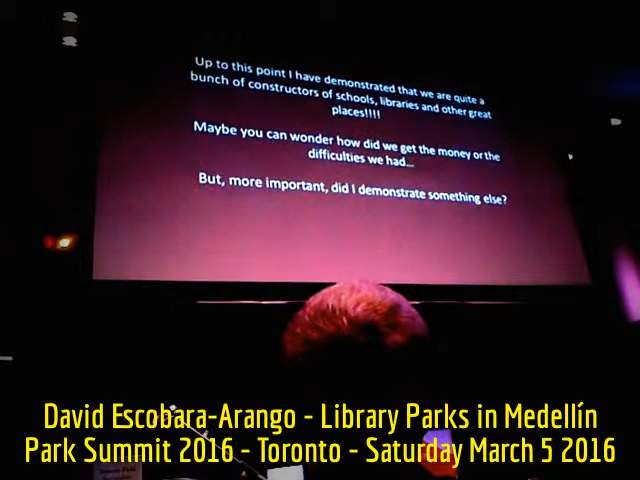 Up to this point I have demonstrated that we are quite a
bunch of constructors of schools, libraries and other great
places!!!!
Maybe you can wonder how did we get the money or the
difficulties we had...
But, more important, did I demonstrate something else?
David Escobara-Arango - Library Parks in Medellín
Park Summit 2016 - Toronto - Saturday March 5 2016